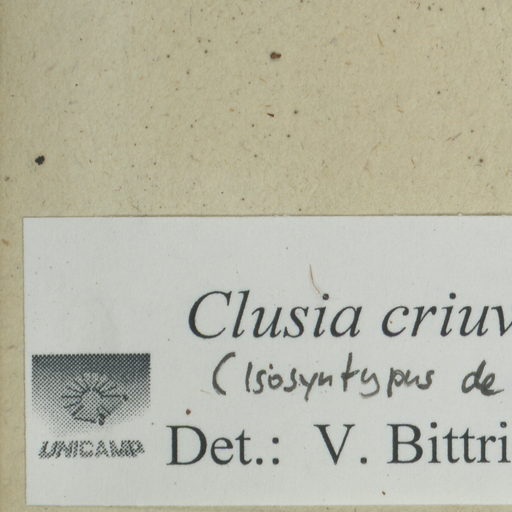 Clusia criuv
(Isosyntypus de
UNICAMP
Det.: V. Bittri